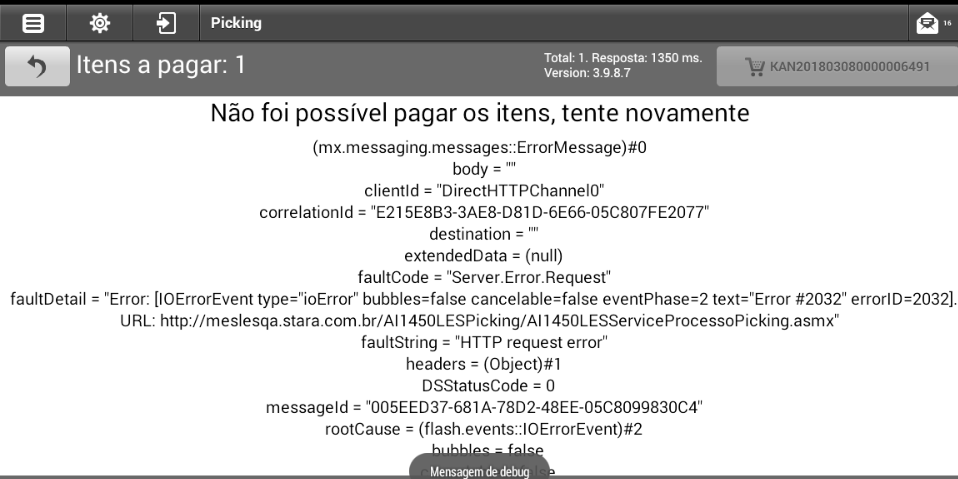 Picking
16
Itens a pagar: 1
Total: 1. Resposta: 1350 ms.
Version: 3.9.8.7
KAN201803080000006491
Não foi possível pagar os itens, tente novamente
(mx.messaging.messages::ErrorMessage)#0
body = ""
clientId = "DirectHTTPChannel0"
correlationId = "E215E8B3-3AE8-D81D-6E66-05C807FE2077"
destination = ""
extendedData = (null)
faultCode = "Server.Error.Request"
faultDetail = "Error: [IOErrorEvent type="ioError" bubbles=false cancelable=false eventPhase=2 text="Error #2032" errorID=2032].
URL: http://meslesqa.stara.com.br/AI1450LESPicking/AI1450LESServiceProcessoPicking.asmx"
faultString = "HTTP request error"
headers = (Object)#1
DSStatusCode = 0
messageId = "005EED37-681A-78D2-48EE-05C8099830C4"
rootCause = (flash.events::IOErrorEvent)#2
bubbles = false
Mensagem de debug